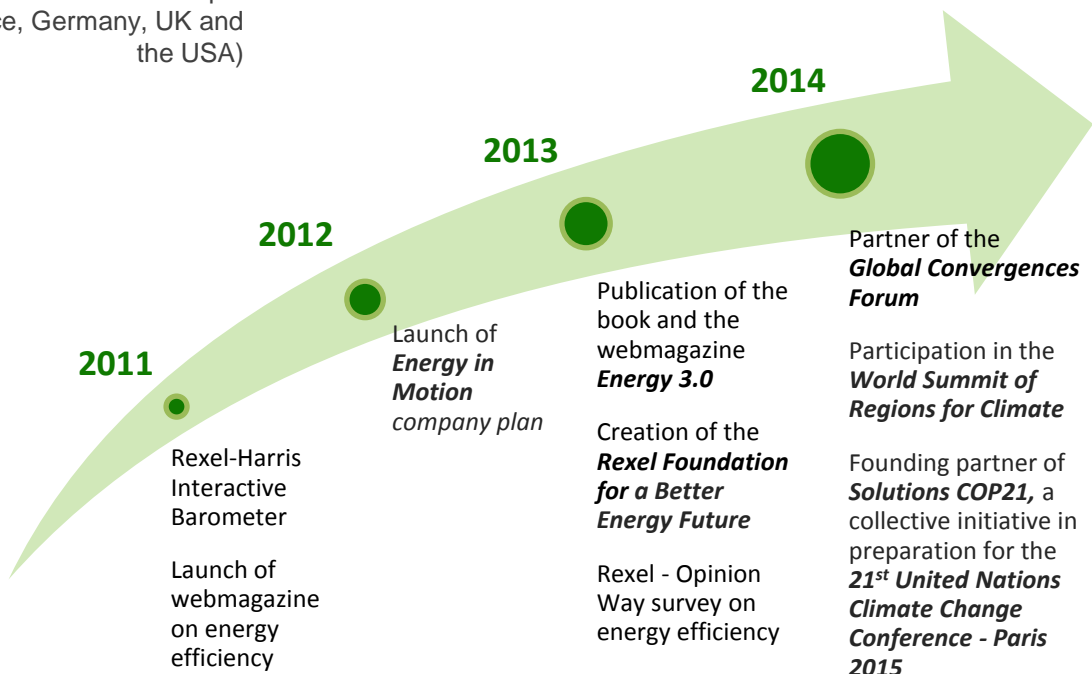 ce, Germany, UK and
the USA)
2014
2013
2012
2011
Rexel-Harris
Interactive
Barometer
Launch of
webmagazine
on energy
efficiency
Launch of
Energy in
Motion
company plan
Publication of the
book and the
webmagazine
Energy 3.0
Creation of the
Rexel Foundation
for a Better
Energy Future
Rexel - Opinion
Way survey on
energy efficiency
Partner of the
Global Convergences
Forum
Participation in the
World Summit of
Regions for Climate
Founding partner of
Solutions COP21, a
collective initiative in
preparation for the
21st United Nations
Climate Change
Conference - Paris
2015